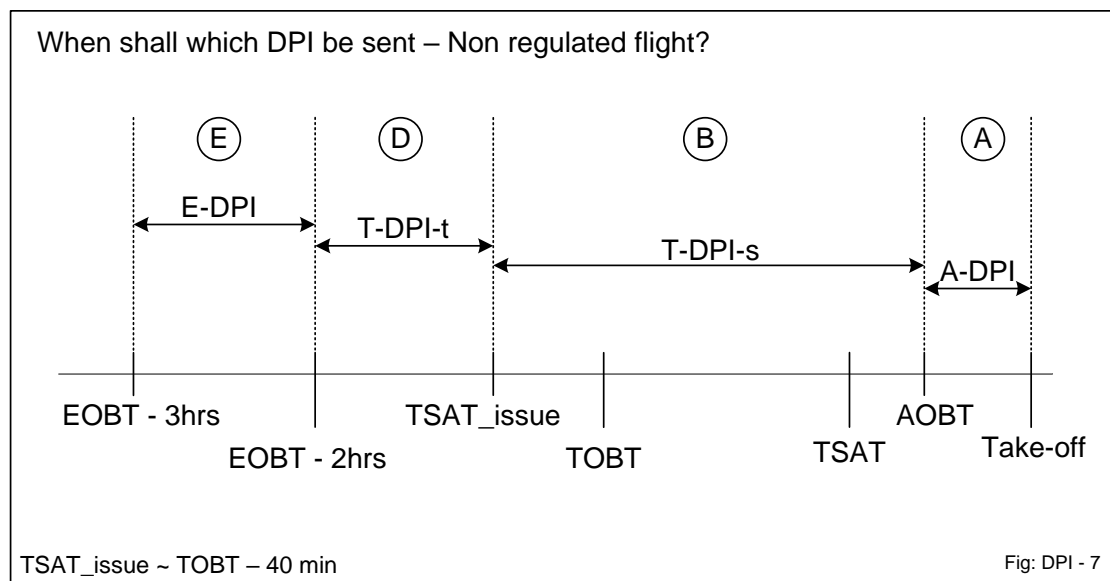 When shall which DPI be sent – Non regulated flight?
E
D
B
A
E-DPI
T-DPI-t
T-DPI-s
A-DPI
EOBT - 3hrs
EOBT - 2hrs
TSAT_issue
TOBT
TSAT
AOBT
Take-off
TSAT_issue ~ TOBT – 40 min
Fig: DPI - 7